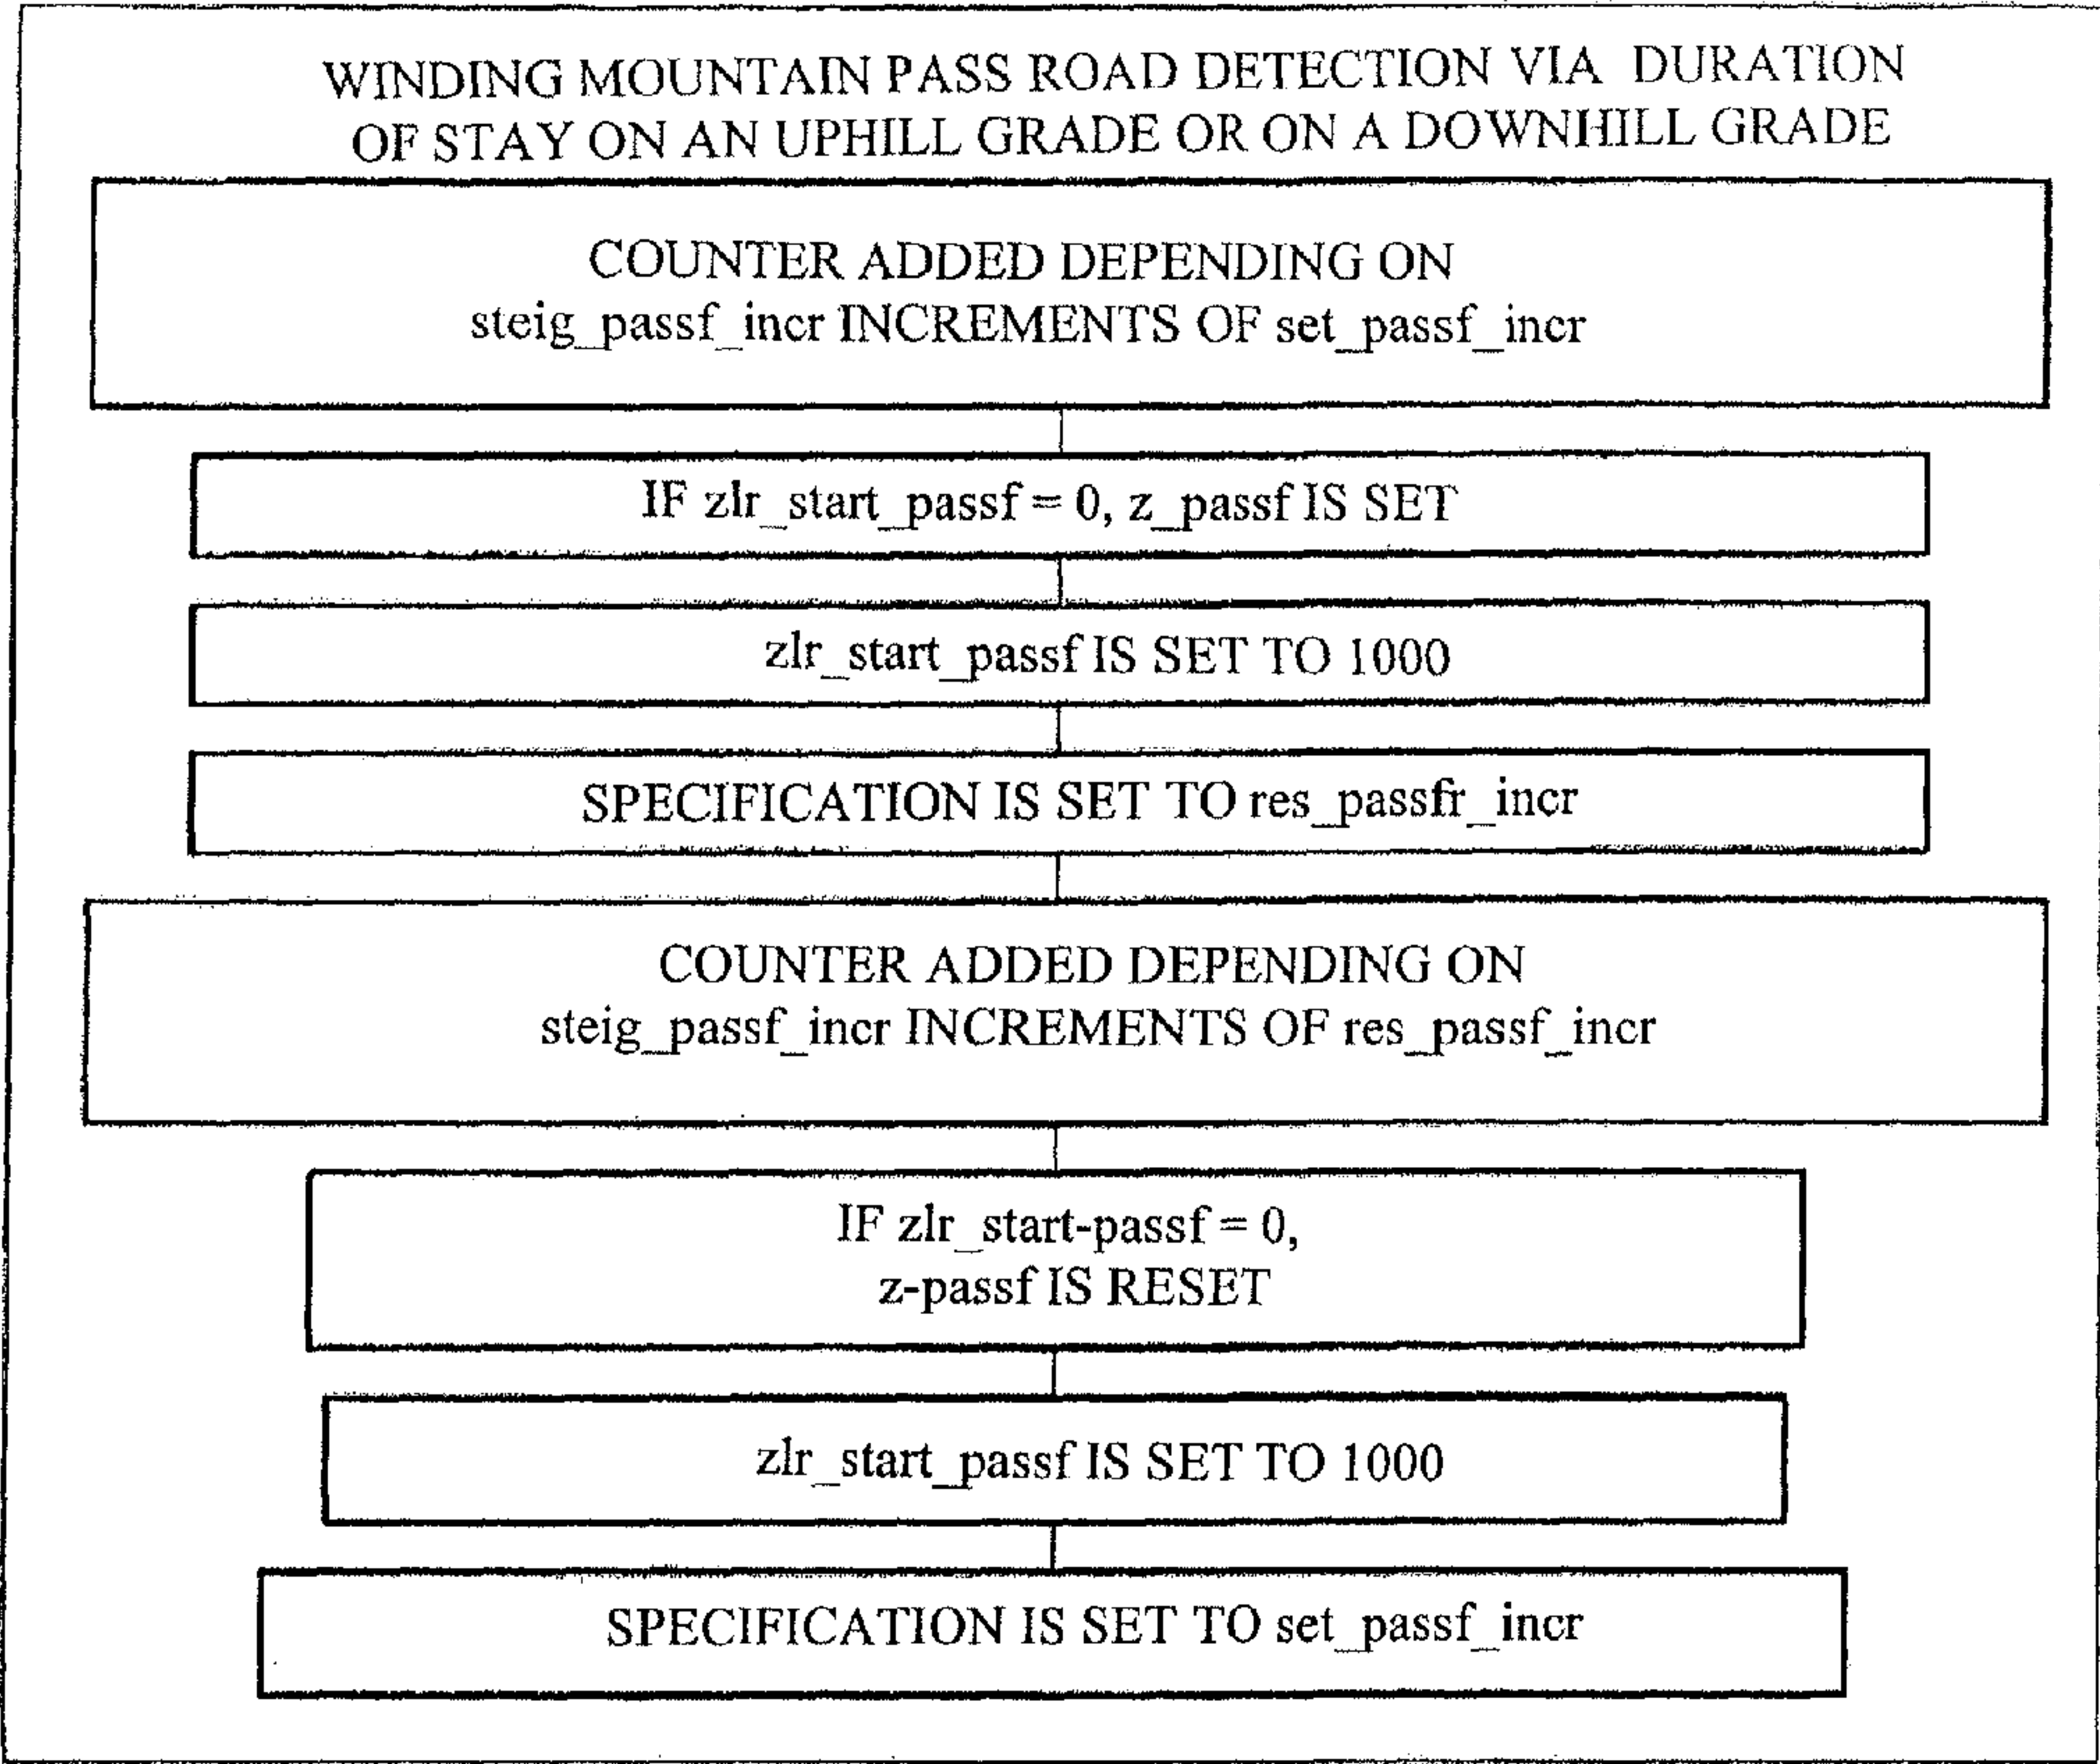 WINDING MOUNTAIN PASS ROAD DETECTION VIA DURATION
OF STAY ON AN UPHILL GRADE OR ON A DOWNHILL GRADE
COUNTER ADDED DEPENDING ON
steig_passf_incr INCREMENTS OF set_passf_incr
IF zlr_start_passf = 0, z_passf IS SET
zlr_start_passf IS SET TO 1000
SPECIFICATION IS SET TO res_passfr_incr
COUNTER ADDED DEPENDING ON
steig_passf_incr INCREMENTS OF res_passf_incr
IF zlr_start-passf = 0,
z-passf IS RESET
zlr_start_passf IS SET TO 1000
SPECIFICATION IS SET TO set_passf_incr